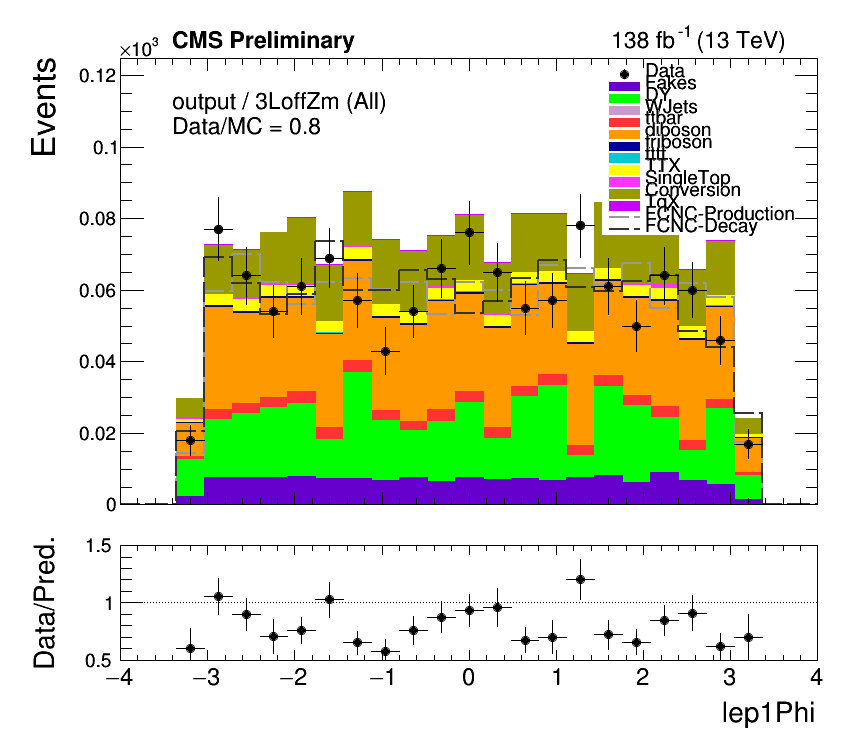 ×10³ CMS Preliminary 138 fb⁻¹ (13 TeV)
Events
output / 3LoffZm (All)
Data/MC = 0.8
Data
Fakes
DY
WJets
ttbar
diboson
triboson
tttt
TTX
SingleTop
Conversion
TqX
FCNC-Production
FCNC-Decay
0.12
0.1
0.08
0.06
0.04
0.02
0
Data/Pred.
1.5
1
0.5
−4 −3 −2 −1 0 1 2 3 4
lep1Phi